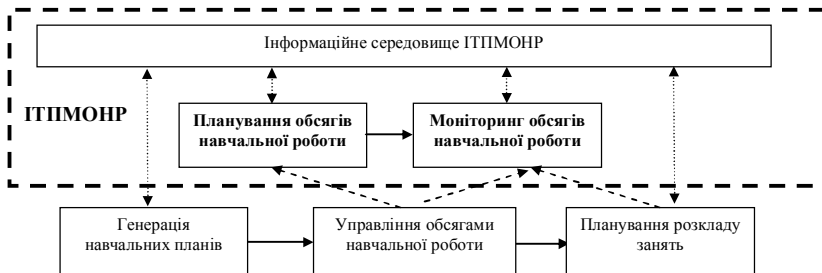 Інформаційне середовище ІТПМОНР
ІТПМОНР
Планування обсягів
навчальної роботи
Моніторинг обсягів
навчальної роботи
Генерація
навчальних планів
Управління обсягами
навчальної роботи
Планування розкладу
занять